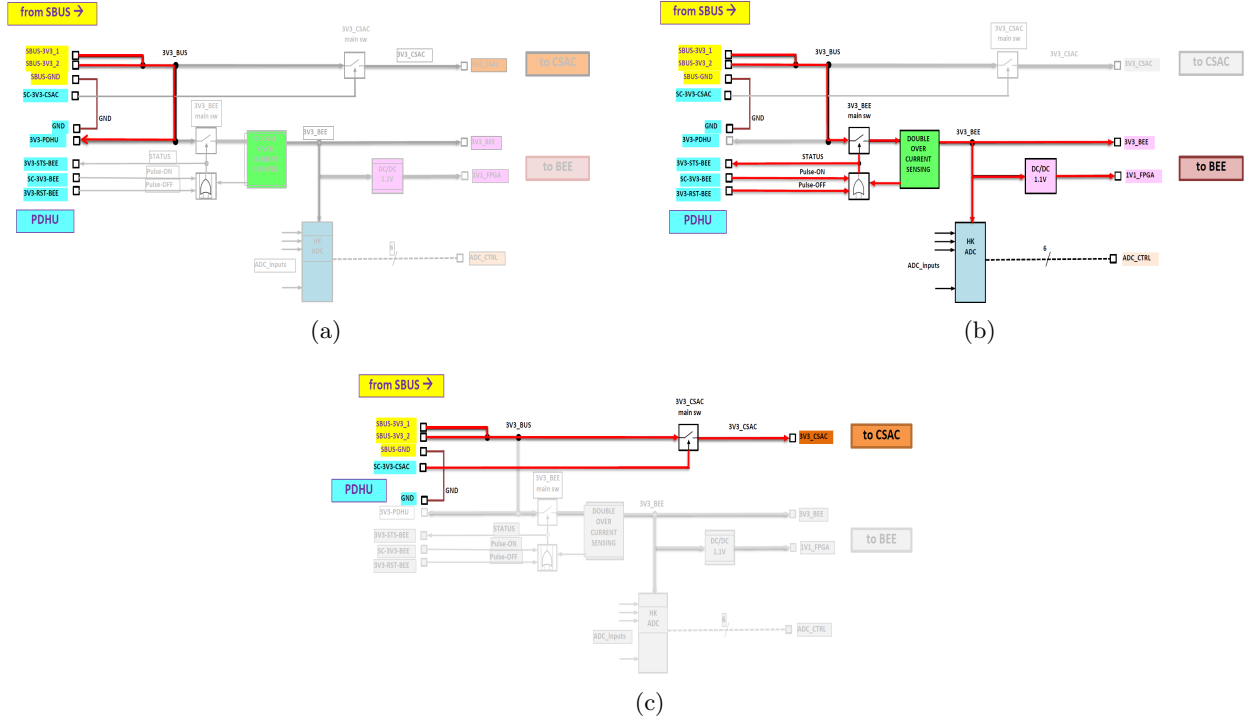 from SBUS →
SBUS-3V3_1
SBUS-3V3_2
SBUS-GND
SC-3V3-CSAC
GND
3V3-PDHU
3V3-STS-BEE
SC-3V3-BEE
3V3-RST-BEE
PDHU
3V3_BUS
GND
3V3_CSAC
main sw
3V3_CSAC
3V3_CSAC
to CSAC
3V3_BEE
main sw
STATUS
Pulse-ON
Pulse-OFF
3V3_BEE
3V3_BEE
DC/DC
1.1V
1V1_FPGA
to BEE
HK
ADC
ADC_inputs
6
ADC_CTRL
(a)
from SBUS →
SBUS-3V3_1
SBUS-3V3_2
SBUS-GND
SC-3V3-CSAC
GND
3V3-PDHU
3V3-STS-BEE
SC-3V3-BEE
3V3-RST-BEE
PDHU
3V3_BUS
GND
3V3_CSAC
main sw
3V3_CSAC
3V3_CSAC
to CSAC
3V3_BEE
main sw
STATUS
Pulse-ON
Pulse-OFF
DOUBLE
OVER
CURRENT
SENSING
3V3_BEE
3V3_BEE
DC/DC
1.1V
1V1_FPGA
to BEE
HK
ADC
ADC_inputs
6
ADC_CTRL
(b)
from SBUS →
SBUS-3V3_1
SBUS-3V3_2
SBUS-GND
SC-3V3-CSAC
PDHU
GND
3V3-PDHU
3V3-STS-BEE
SC-3V3-BEE
3V3-RST-BEE
3V3_BUS
GND
3V3_CSAC
main sw
3V3_CSAC
3V3_CSAC
to CSAC
3V3_BEE
main sw
STATUS
Pulse-ON
Pulse-OFF
DOUBLE
OVER
CURRENT
SENSING
3V3_BEE
3V3_BEE
DC/DC
1.1V
1V1_FPGA
to BEE
HK
ADC
ADC_inputs
6
ADC_CTRL
(c)